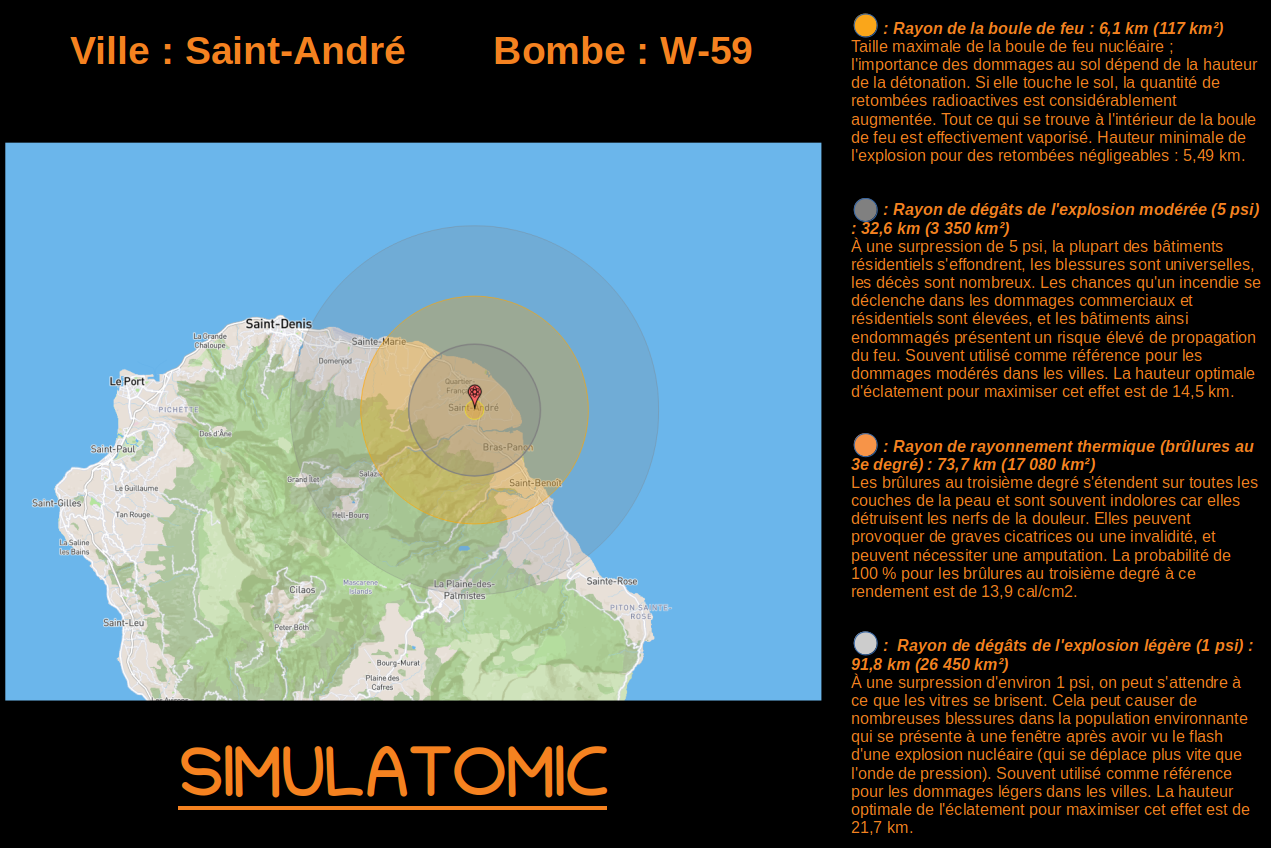 Ville : Saint-André
Bombe : W-59
Saint-Denis
La Grande
Chaloupe
Sainte-Marie
Domenjod
Le Port
PICHETTE
Quartier
Français
Saint-André
Dos d'Âne
Saint-Paul
Bras-Panon
Salaz
Grand Ilet
Le Guillaume
Saint-Benoit
Saint-Gilles
Tan Rouge
Hell-Bourg
La Saline
les Bains
Mascarene
Islands
La Plaine-des-
Palmistes
Sainte-Rose
Cilaos
PITON SAINTE-
ROSE
Saint-Leu
Peter Both
Bourg-Murat
Plaine des
Cafres
Les Avirons
SIMULATOMIC
: Rayon de la boule de feu : 6,1 km (117 km²)
Taille maximale de la boule de feu nucléaire ;
l'importance des dommages au sol dépend de la hauteur
de la détonation. Si elle touche le sol, la quantité de
retombées radioactives est considérablement
augmentée. Tout ce qui se trouve à l'intérieur de la boule
de feu est effectivement vaporisé. Hauteur minimale de
l'explosion pour des retombées négligeables : 5,49 km.
: Rayon de dégâts de l'explosion modérée (5 psi)
: 32,6 km (3 350 km²)
À une surpression de 5 psi, la plupart des bâtiments
résidentiels s'effondrent, les blessures sont universelles,
les décès sont nombreux. Les chances qu'un incendie se
déclenche dans les dommages commerciaux et
résidentiels sont élevées, et les bâtiments ainsi
endommagés présentent un risque élevé de propagation
du feu. Souvent utilisé comme référence pour les
dommages modérés dans les villes. La hauteur optimale
d'éclatement pour maximiser cet effet est de 14,5 km.
: Rayon de rayonnement thermique (brûlures au
3e degré) : 73,7 km (17 080 km²)
Les brûlures au troisième degré s'étendent sur toutes les
couches de la peau et sont souvent indolores car elles
détruisent les nerfs de la douleur. Elles peuvent
provoquer de graves cicatrices ou une invalidité, et
peuvent nécessiter une amputation. La probabilité de
100 % pour les brûlures au troisième degré à ce
rendement est de 13,9 cal/cm2.
: Rayon de dégâts de l'explosion légère (1 psi) :
91,8 km (26 450 km²)
À une surpression d'environ 1 psi, on peut s'attendre à
ce que les vitres se brisent. Cela peut causer de
nombreuses blessures dans la population environnante
qui se présente à une fenêtre après avoir vu le flash
d'une explosion nucléaire (qui se déplace plus vite que
l'onde de pression). Souvent utilisé comme référence
pour les dommages légers dans les villes. La hauteur
optimale de l'éclatement pour maximiser cet effet est de
21,7 km.